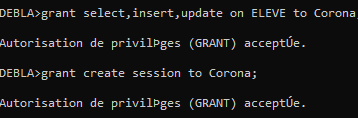 DEBLA>grant select,insert,update on ELEVE to Corona
Autorisation de privilÞges (GRANT) acceptÚe.
DEBLA>grant create session to Corona;
Autorisation de privilÞges (GRANT) acceptÚe.